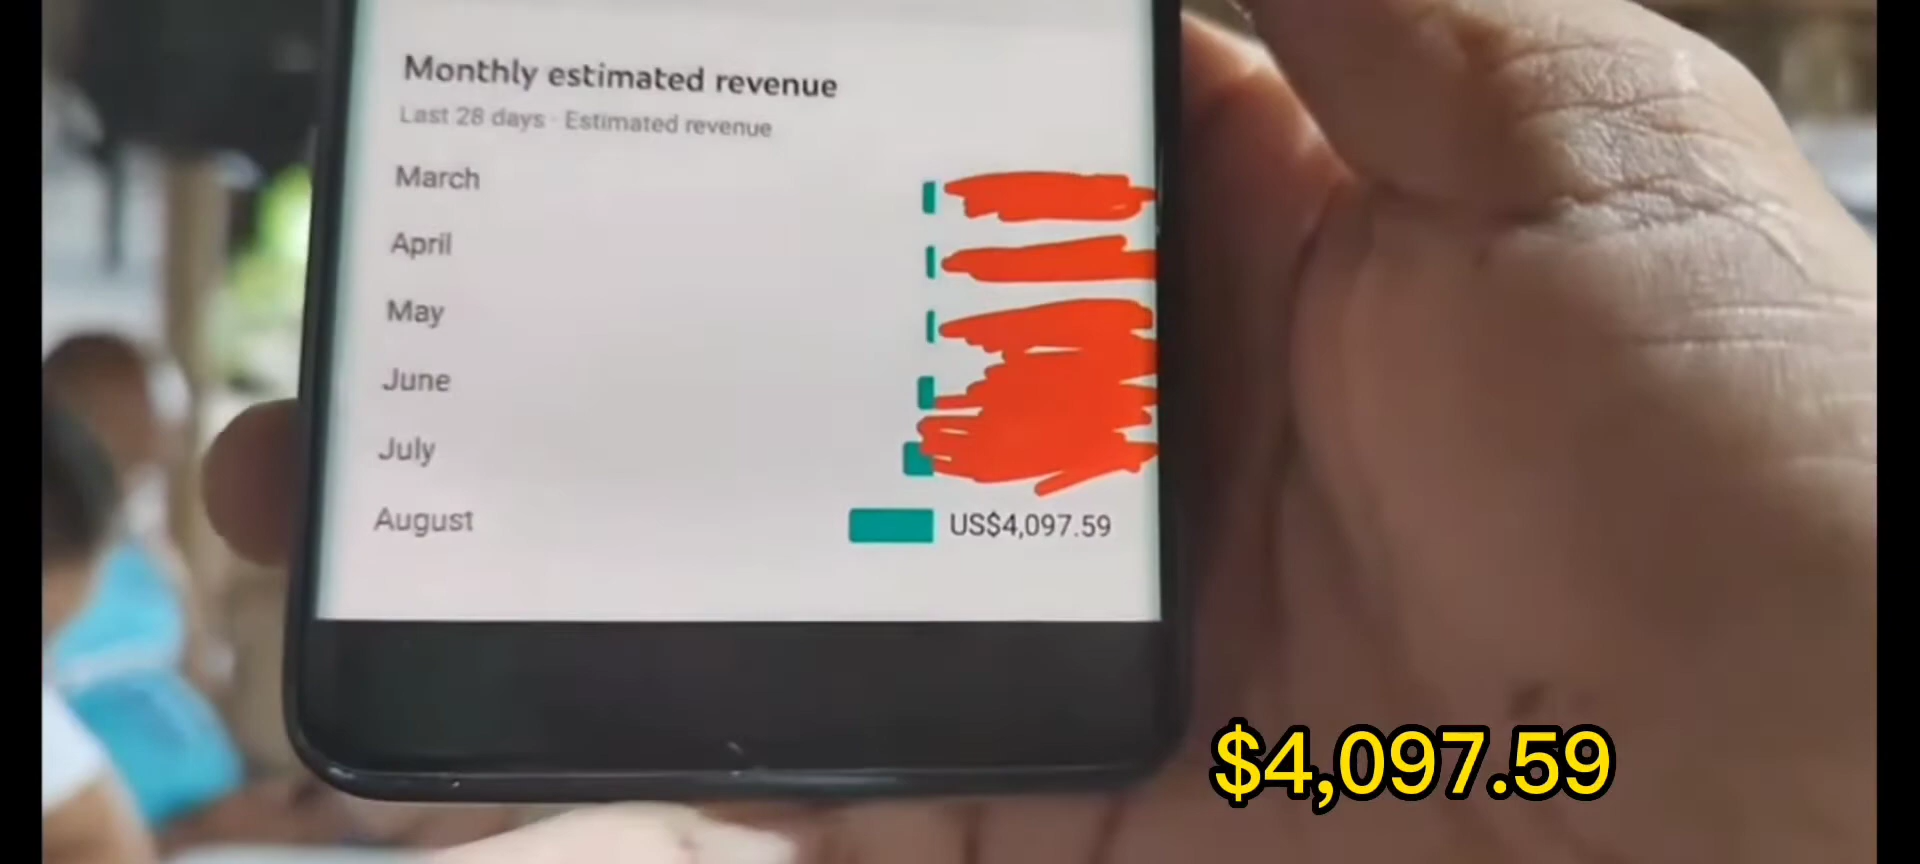 Monthly estimated revenue
Last 28 days · Estimated revenue
March
April
May
June
July
August US$4,097.59
$4,097.59